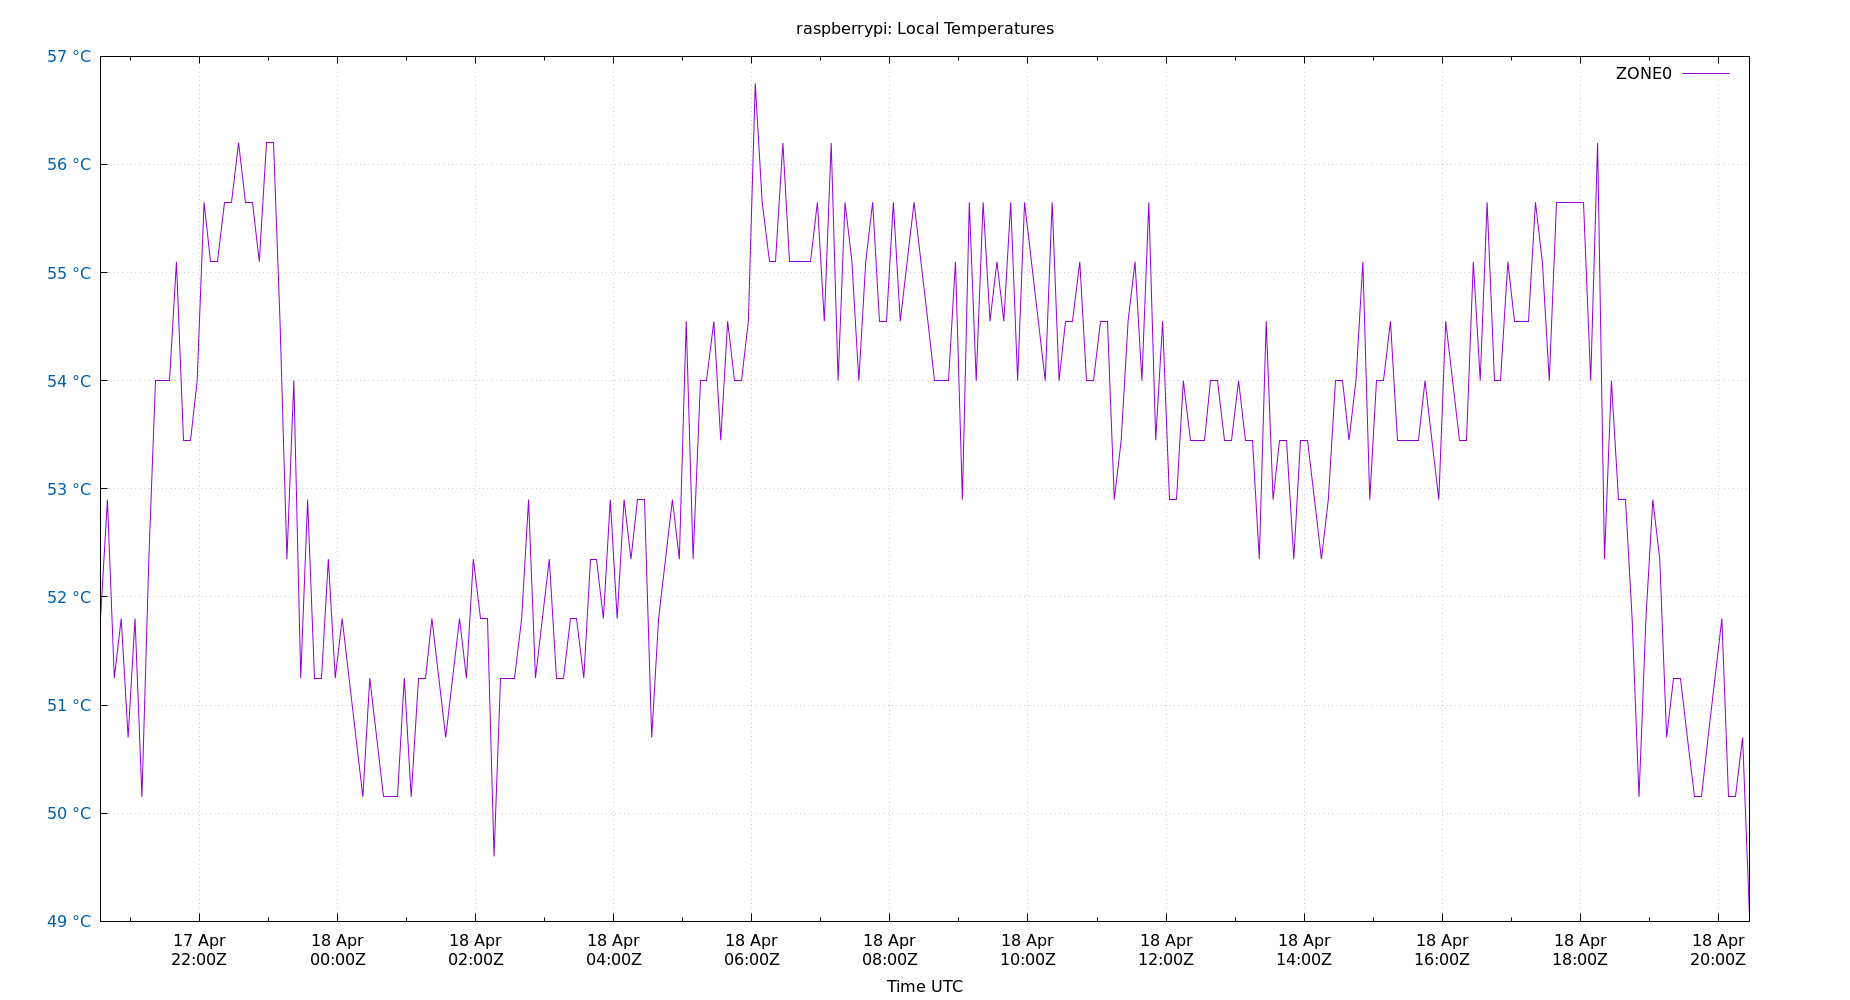 raspberrypi: Local Temperatures
57 °C
ZONE0
56 °C
55 °C
54 °C
53 °C
52 °C
51 °C
50 °C
49 °C
17 Apr 18 Apr 18 Apr 18 Apr 18 Apr 18 Apr 18 Apr 18 Apr 18 Apr 18 Apr 18 Apr 18 Apr
22:00Z 00:00Z 02:00Z 04:00Z 06:00Z 08:00Z 10:00Z 12:00Z 14:00Z 16:00Z 18:00Z 20:00Z
Time UTC